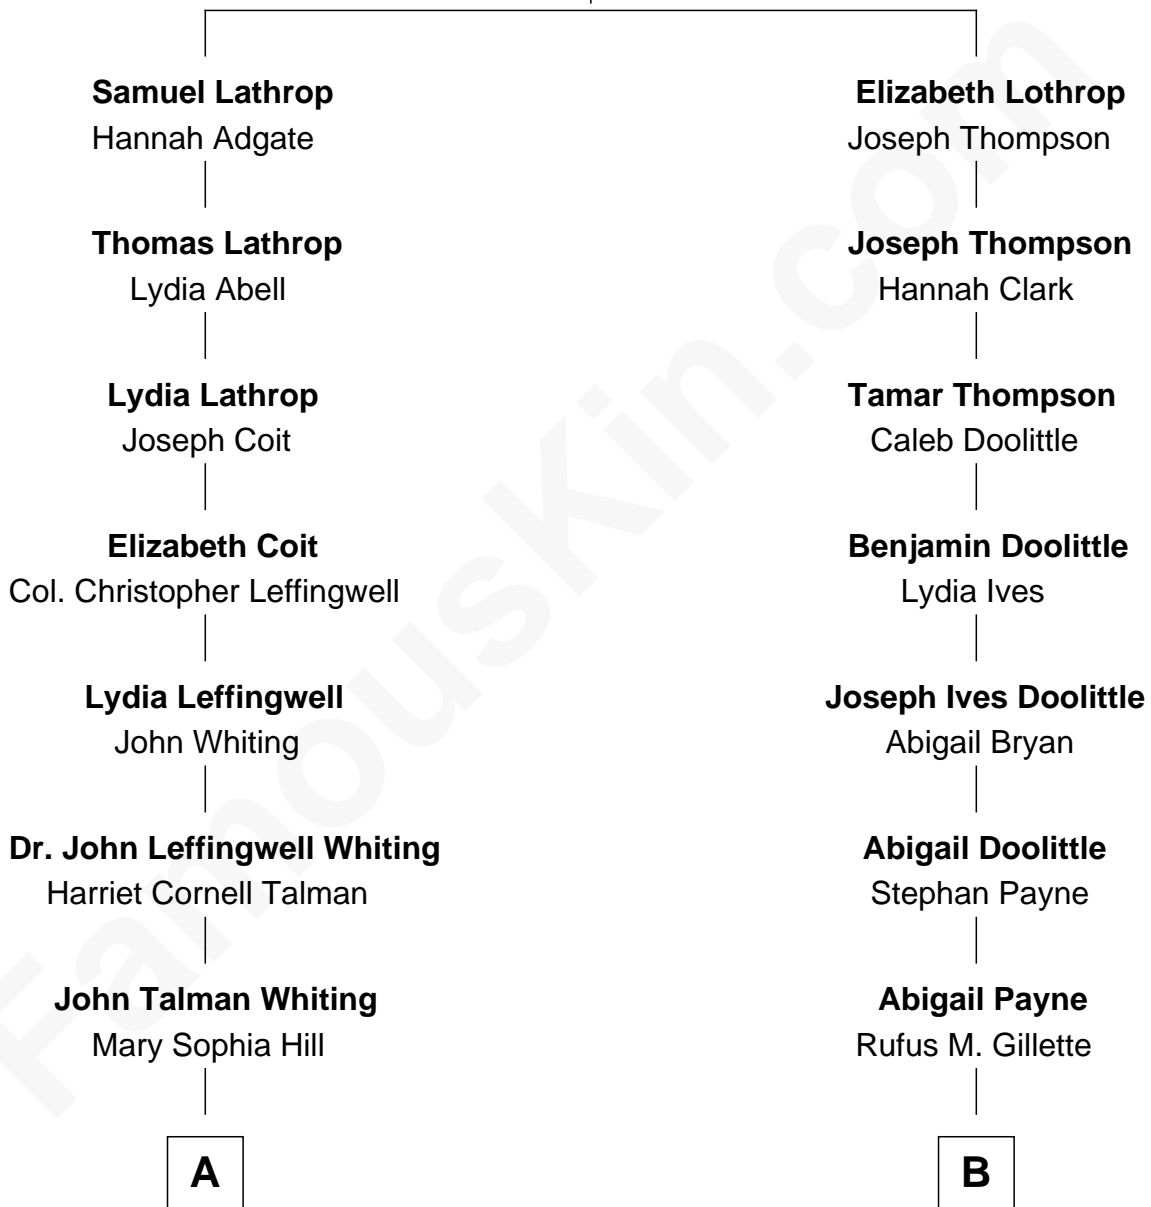 Samuel Lathrop
Hannah Adgate
Thomas Lathrop
Lydia Abell
Lydia Lathrop
Joseph Coit
Elizabeth Coit
Col. Christopher Leffingwell
Lydia Leffingwell
John Whiting
Dr. John Leffingwell Whiting
Harriet Cornell Talman
John Talman Whiting
Mary Sophia Hill
A
Elizabeth Lothrop
Joseph Thompson
Joseph Thompson
Hannah Clark
Tamar Thompson
Caleb Doolittle
Benjamin Doolittle
Lydia Ives
Joseph Ives Doolittle
Abigail Bryan
Abigail Doolittle
Stephan Payne
Abigail Payne
Rufus M. Gillette
B
FamousKin.com